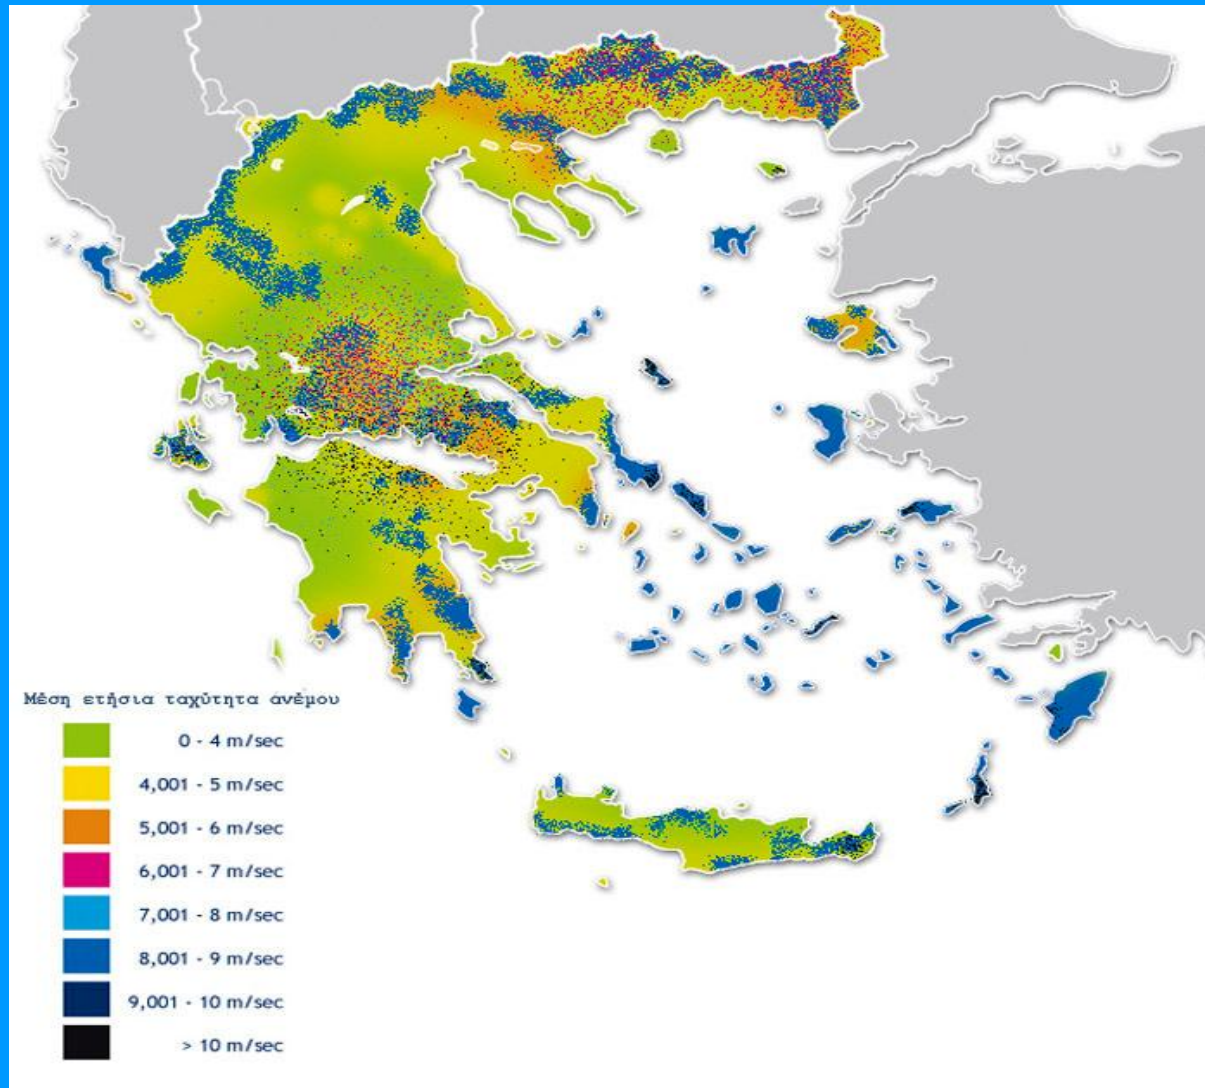 Μέση ετήσια ταχύτητα ανέμου
0 - 4 m/sec
4,001 - 5 m/sec
5,001 - 6 m/sec
6,001 - 7 m/sec
7,001 - 8 m/sec
8,001 - 9 m/sec
9,001 - 10 m/sec
> 10 m/sec